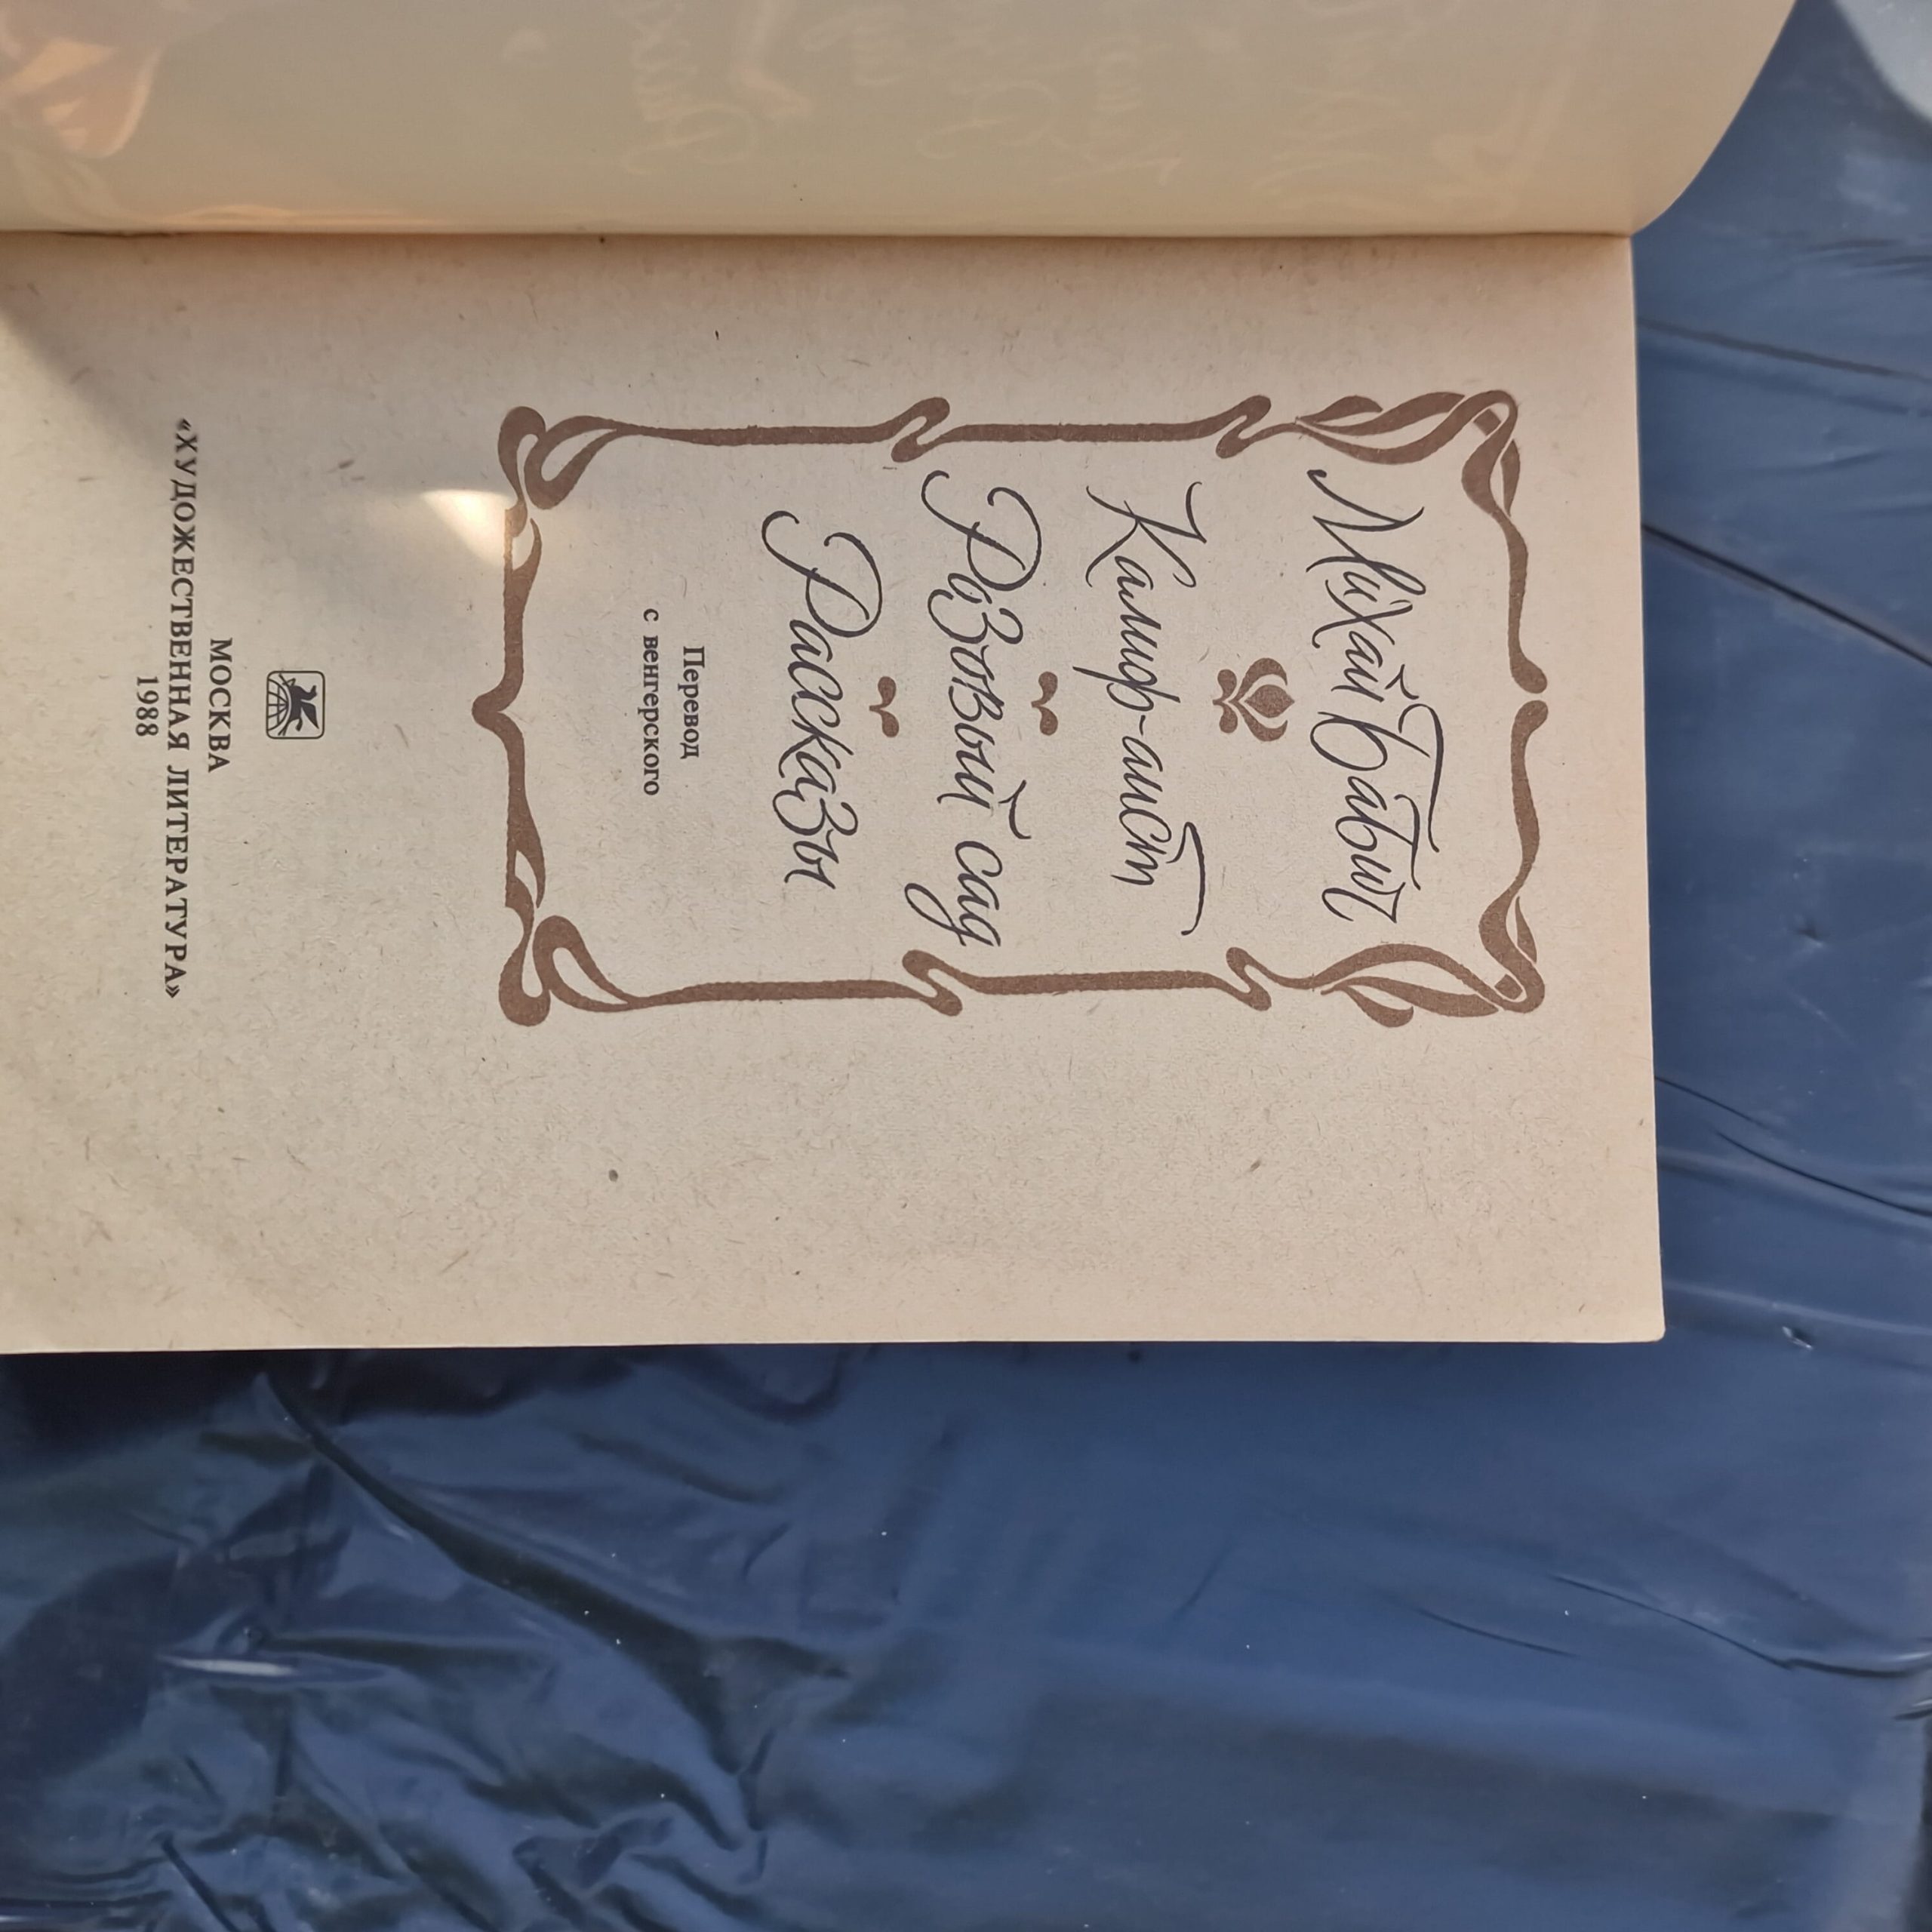 Михай Бабич
Калиф-аист
Розовый сад
Рассказы
Перевод
с венгерского
МОСКВА
«ХУДОЖЕСТВЕННАЯ ЛИТЕРАТУРА»
1988